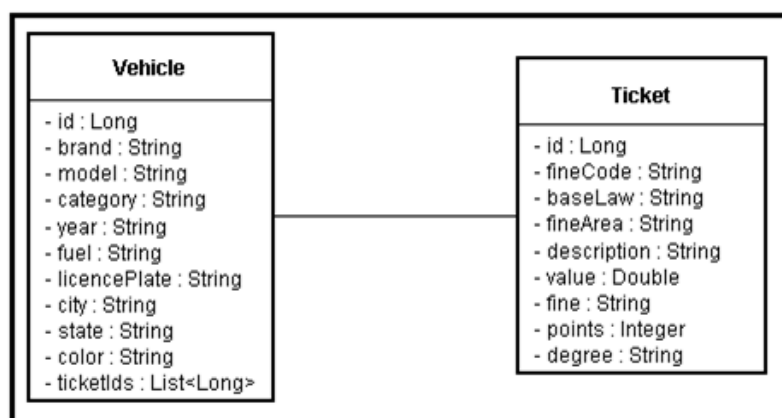 Vehicle
- id : Long
- brand : String
- model : String
- category : String
- year : String
- fuel : String
- licencePlate : String
- city : String
- state : String
- color : String
- ticketIds : List<Long>
Ticket
- id : Long
- fineCode : String
- baseLaw : String
- fineArea : String
- description : String
- value : Double
- fine : String
- points : Integer
- degree : String